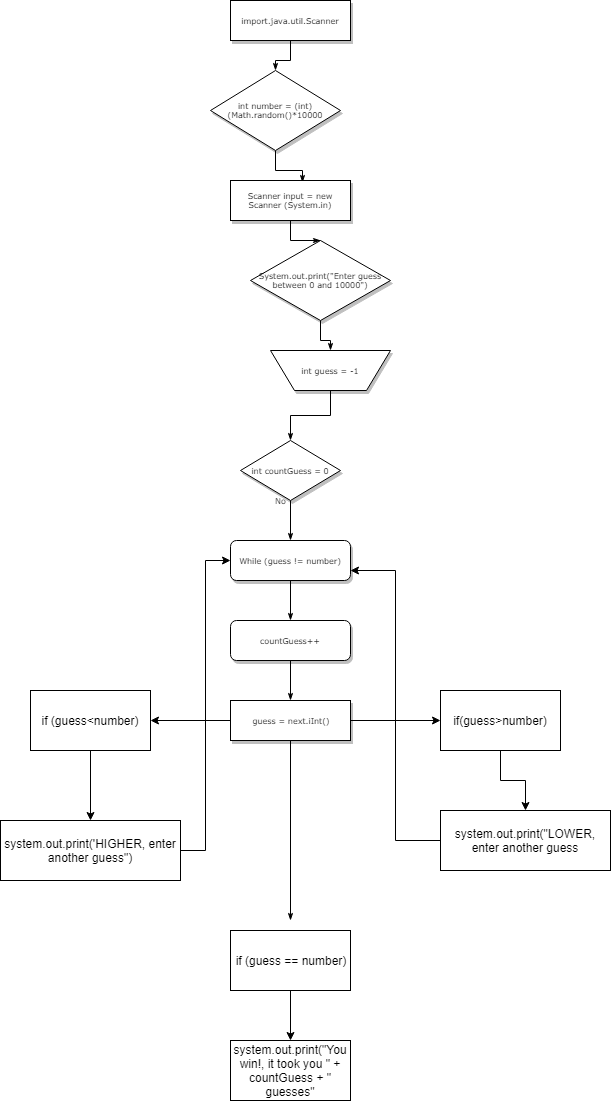 import.java.util.Scanner
int number = (int)
(Math.random()*10000
Scanner input = new
Scanner (System.in)
System.out.print("Enter guess
between 0 and 10000")
int guess = -1
int countGuess = 0
No
While (guess != number)
countGuess++
if (guess<number)
guess = next.iInt()
if(guess>number)
system.out.print('HIGHER, enter
another guess")
system.out.print("LOWER,
enter another guess
if (guess == number)
system.out.print("You
win!, it took you " +
countGuess + "
guesses"